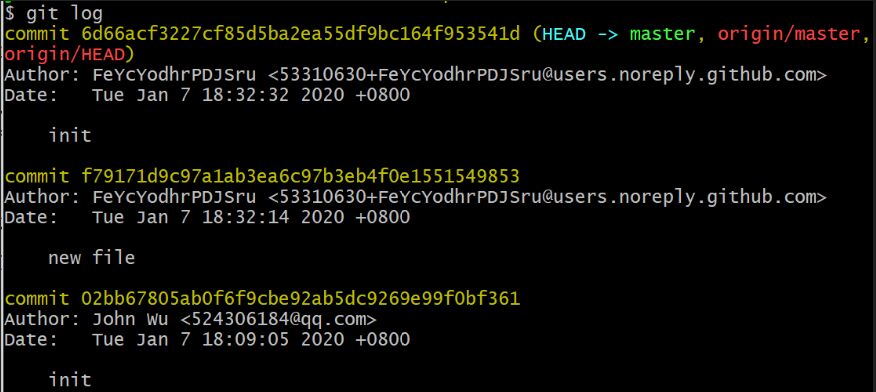 $ git log
commit 6d66acf3227cf85d5ba2ea55df9bc164f953541d (HEAD -> master, origin/master,
origin/HEAD)
Author: FeYcYodhrPDJSru <53310630+FeYcYodhrPDJSru@users.noreply.github.com>
Date:   Tue Jan 7 18:32:32 2020 +0800
    init
commit f79171d9c97a1ab3ea6c97b3eb4f0e1551549853
Author: FeYcYodhrPDJSru <53310630+FeYcYodhrPDJSru@users.noreply.github.com>
Date:   Tue Jan 7 18:32:14 2020 +0800
    new file
commit 02bb67805ab0f6f9cbe92ab5dc9269e99f0bf361
Author: John Wu <524306184@qq.com>
Date:   Tue Jan 7 18:09:05 2020 +0800
    init